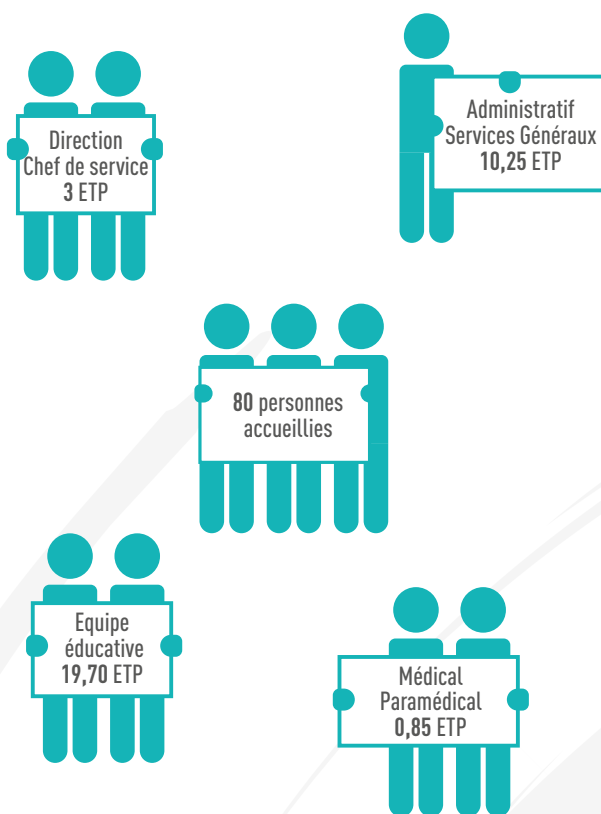 Direction
Chef de service
3 ETP
Administratif
Services Généraux
10,25 ETP
80 personnes
accueillies
Equipe
éducative
19,70 ETP
Médical
Paramédical
0,85 ETP